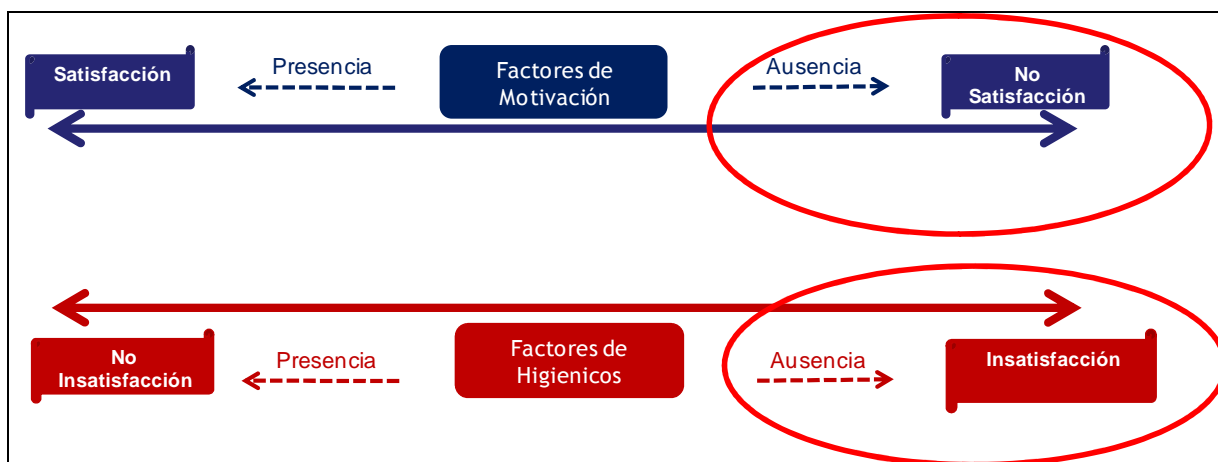 Satisfacción
Presencia
Factores de
Motivación
Ausencia
No
Satisfacción
No
Insatisfacción
Presencia
Factores de
Higienicos
Ausencia
Insatisfacción